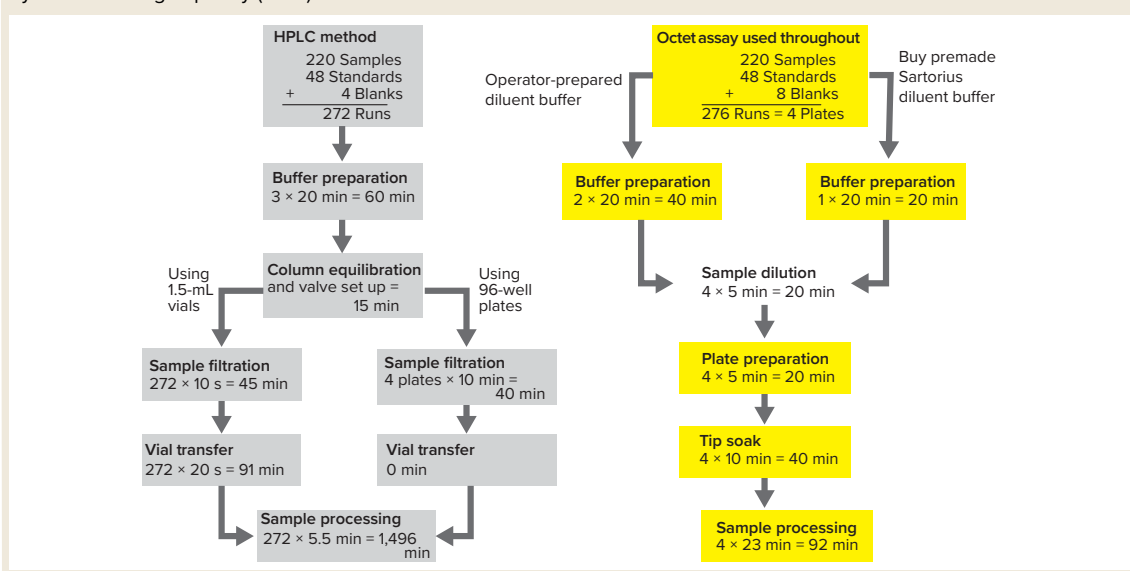 HPLC method
220 Samples
48 Standards
+ 4 Blanks
272 Runs
Buffer preparation
3 × 20 min = 60 min
Column equilibration
and valve set up =
15 min
Using
1.5-mL
vials
Using
96-well
plates
Sample filtration
272 × 10 s = 45 min
Sample filtration
4 plates × 10 min =
40 min
Vial transfer
272 × 20 s = 91 min
Vial transfer
0 min
Sample processing
272 × 5.5 min = 1,496
min
Octet assay used throughout
220 Samples
48 Standards
+ 8 Blanks
276 Runs = 4 Plates
Operator-prepared
diluent buffer
Buy premade
Sartorius
diluent buffer
Buffer preparation
2 × 20 min = 40 min
Buffer preparation
1 × 20 min = 20 min
Sample dilution
4 × 5 min = 20 min
Plate preparation
4 × 5 min = 20 min
Tip soak
4 × 10 min = 40 min
Sample processing
4 × 23 min = 92 min